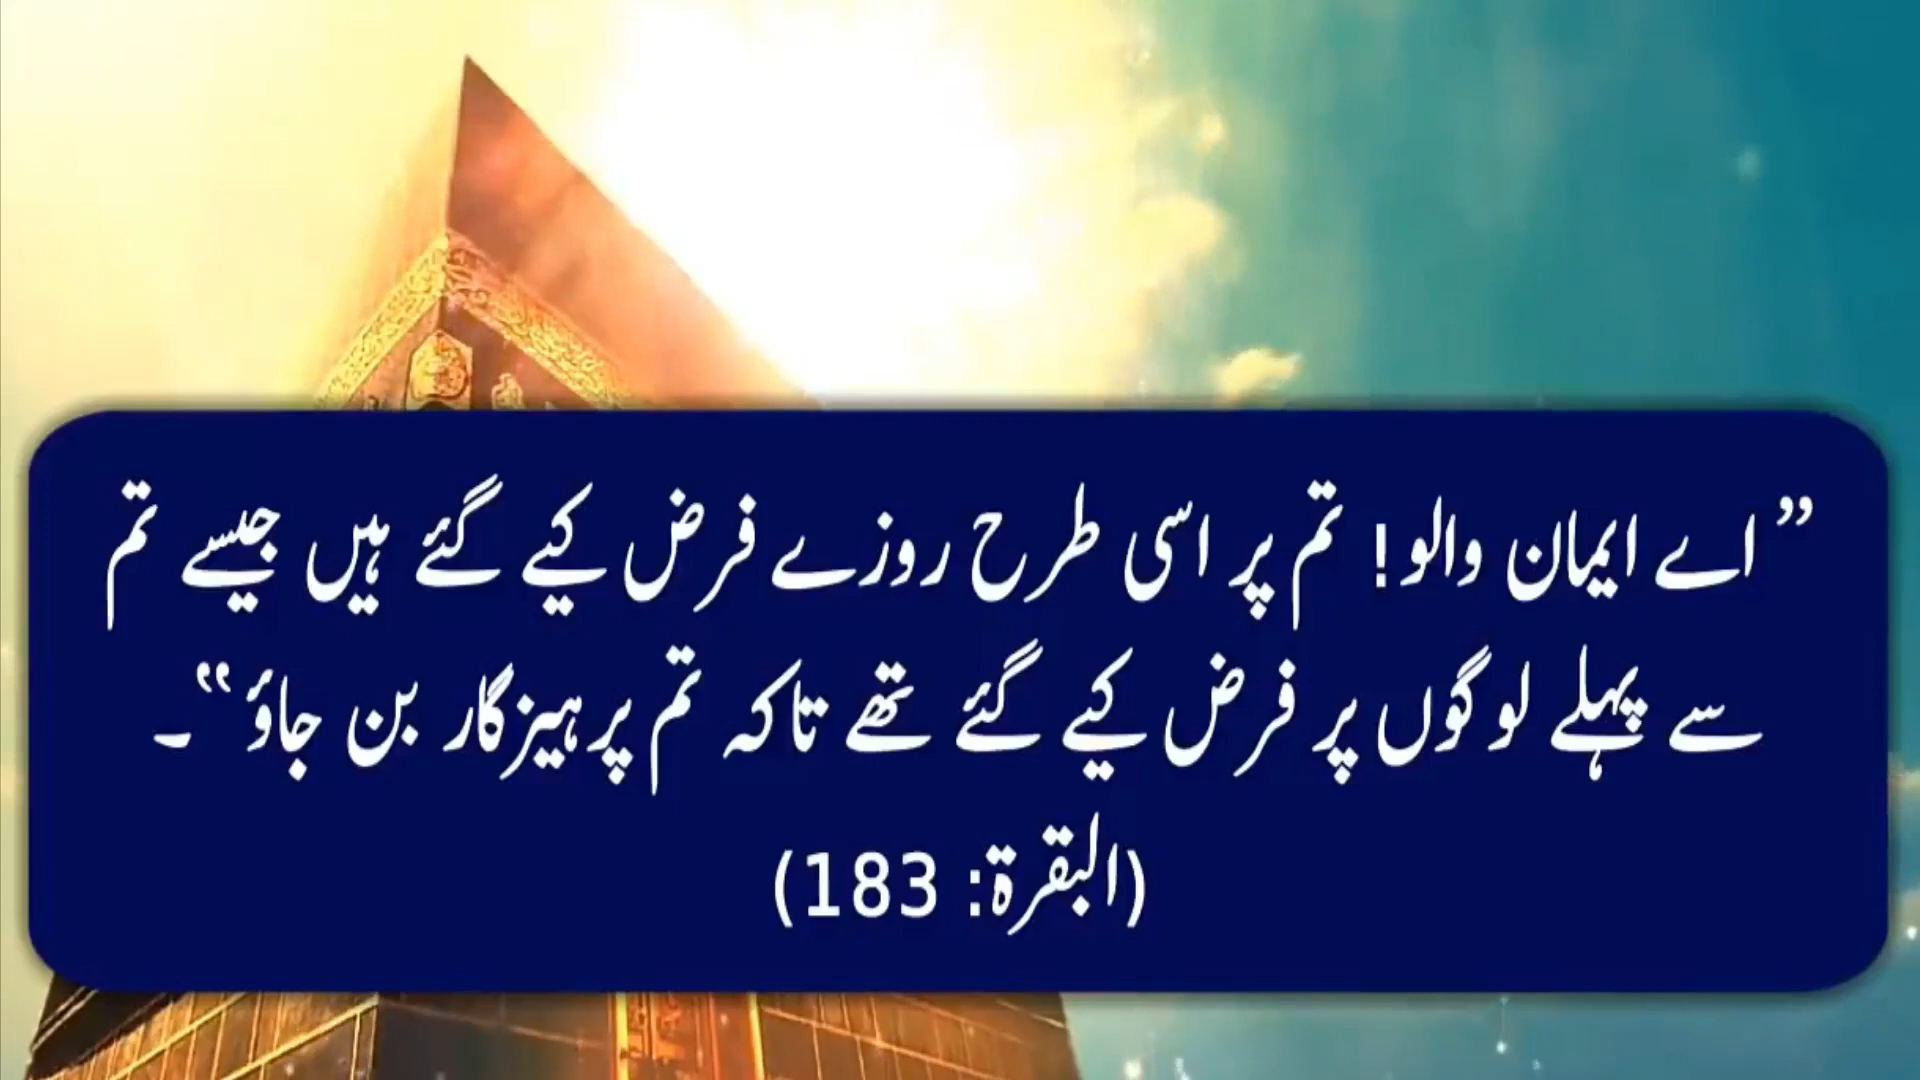 ”اے ایمان والو! تم پر اسی طرح روزے فرض کیے گئے ہیں جیسے تم
سے پہلے لوگوں پر فرض کیے گئے تھے تاکہ تم پرہیزگار بن جاؤ“۔
(البقرة: 183)